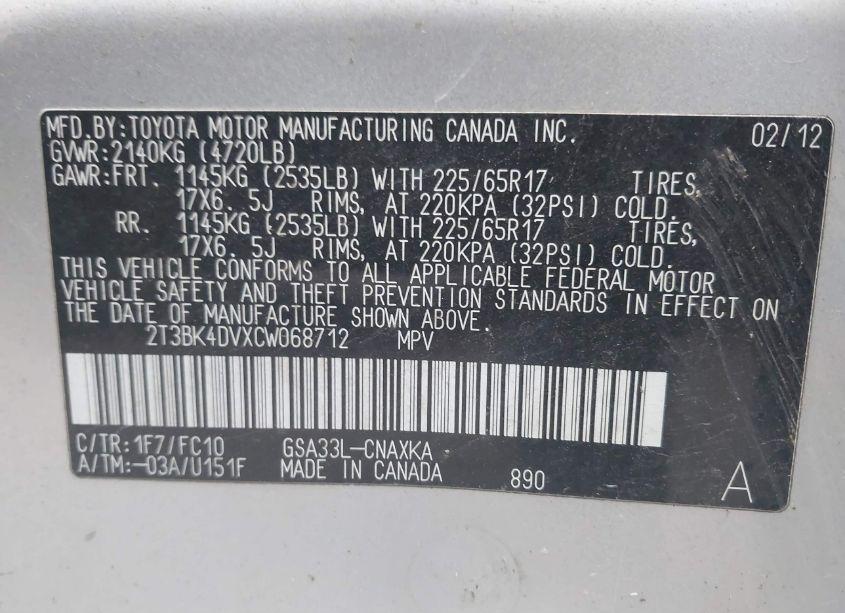 MFD.BY:TOYOTA MOTOR MANUFACTURING CANADA INC. 02/12
GVWR:2140KG (4720LB)
GAWR:FRT. 1145KG (2535LB) WITH 225/65R17 TIRES,
17X6.5J RIMS, AT 220KPA (32PSI) COLD.
RR. 1145KG (2535LB) WITH 225/65R17 TIRES,
17X6.5J RIMS, AT 220KPA (32PSI) COLD.
THIS VEHICLE CONFORMS TO ALL APPLICABLE FEDERAL MOTOR
VEHICLE SAFETY AND THEFT PREVENTION STANDARDS IN EFFECT ON
THE DATE OF MANUFACTURE SHOWN ABOVE.
2T3BK4DVXCW068712 MPV
C/TR:1F7/FC10 GSA33L-CNAXKA
A/TM:-03A/U151F MADE IN CANADA 890 A